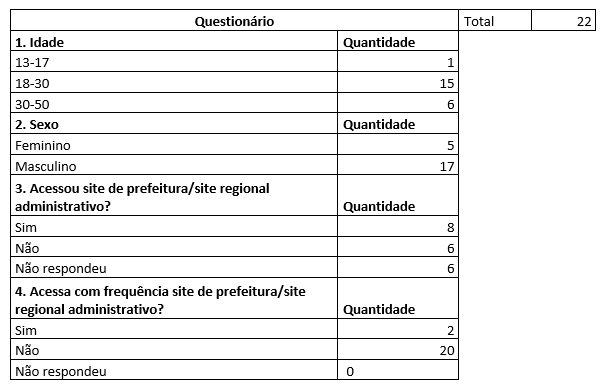 Questionário Total 22
1. Idade Quantidade
13-17 1
18-30 15
30-50 6
2. Sexo Quantidade
Feminino 5
Masculino 17
3. Acessou site de prefeitura/site regional
administrativo? Quantidade
Sim 8
Não 6
Não respondeu 6
4. Acessa com frequência site de prefeitura/site
regional administrativo? Quantidade
Sim 2
Não 20
Não respondeu 0